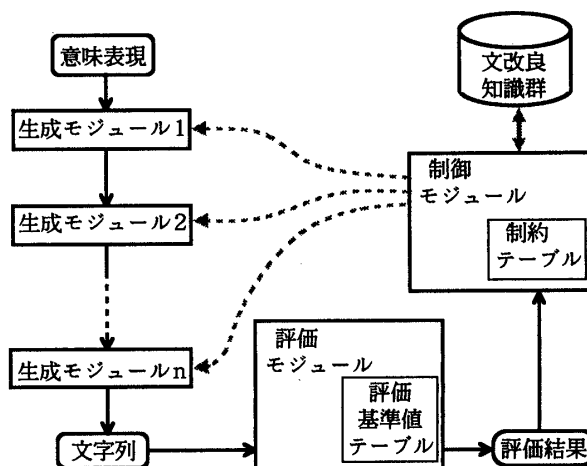 意味表現
生成モジュール1
生成モジュール2
生成モジュールn
文字列
文改良
知識群
制御
モジュール
制約
テーブル
評価
モジュール
評価
基準値
テーブル
評価結果